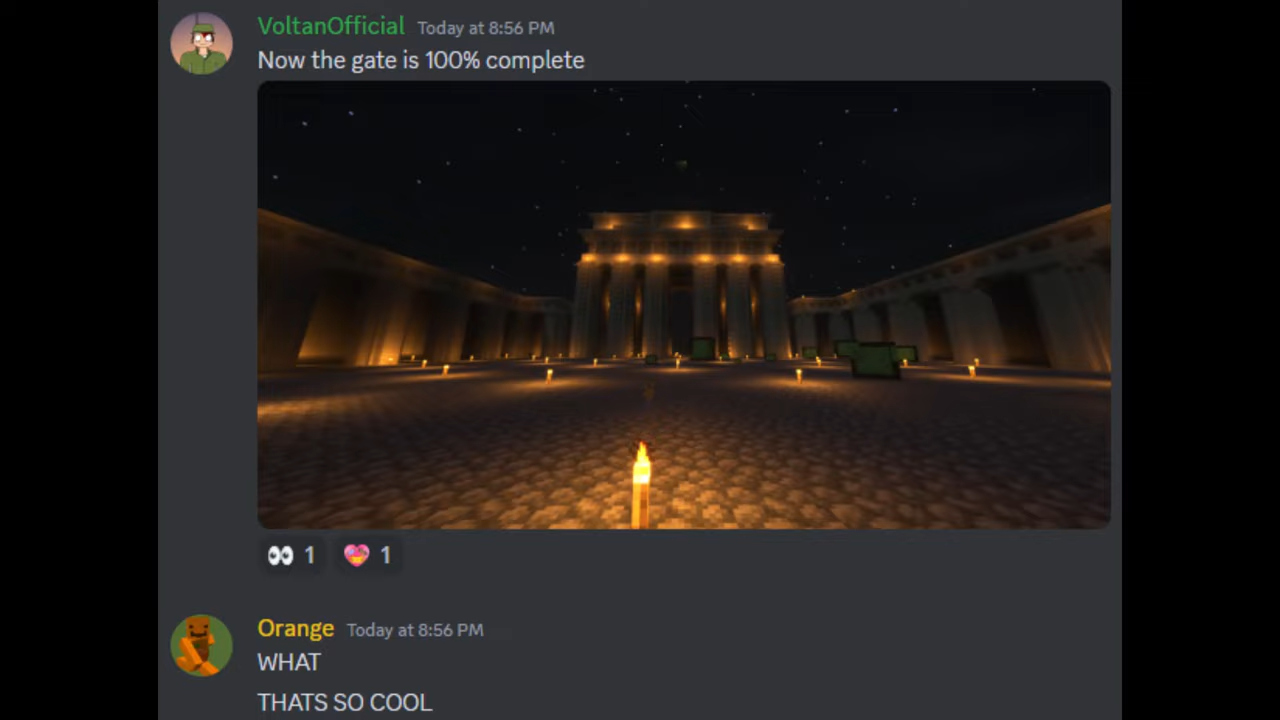 VoltanOfficial Today at 8:56 PM
Now the gate is 100% complete
1 1
Orange Today at 8:56 PM
WHAT
THATS SO COOL